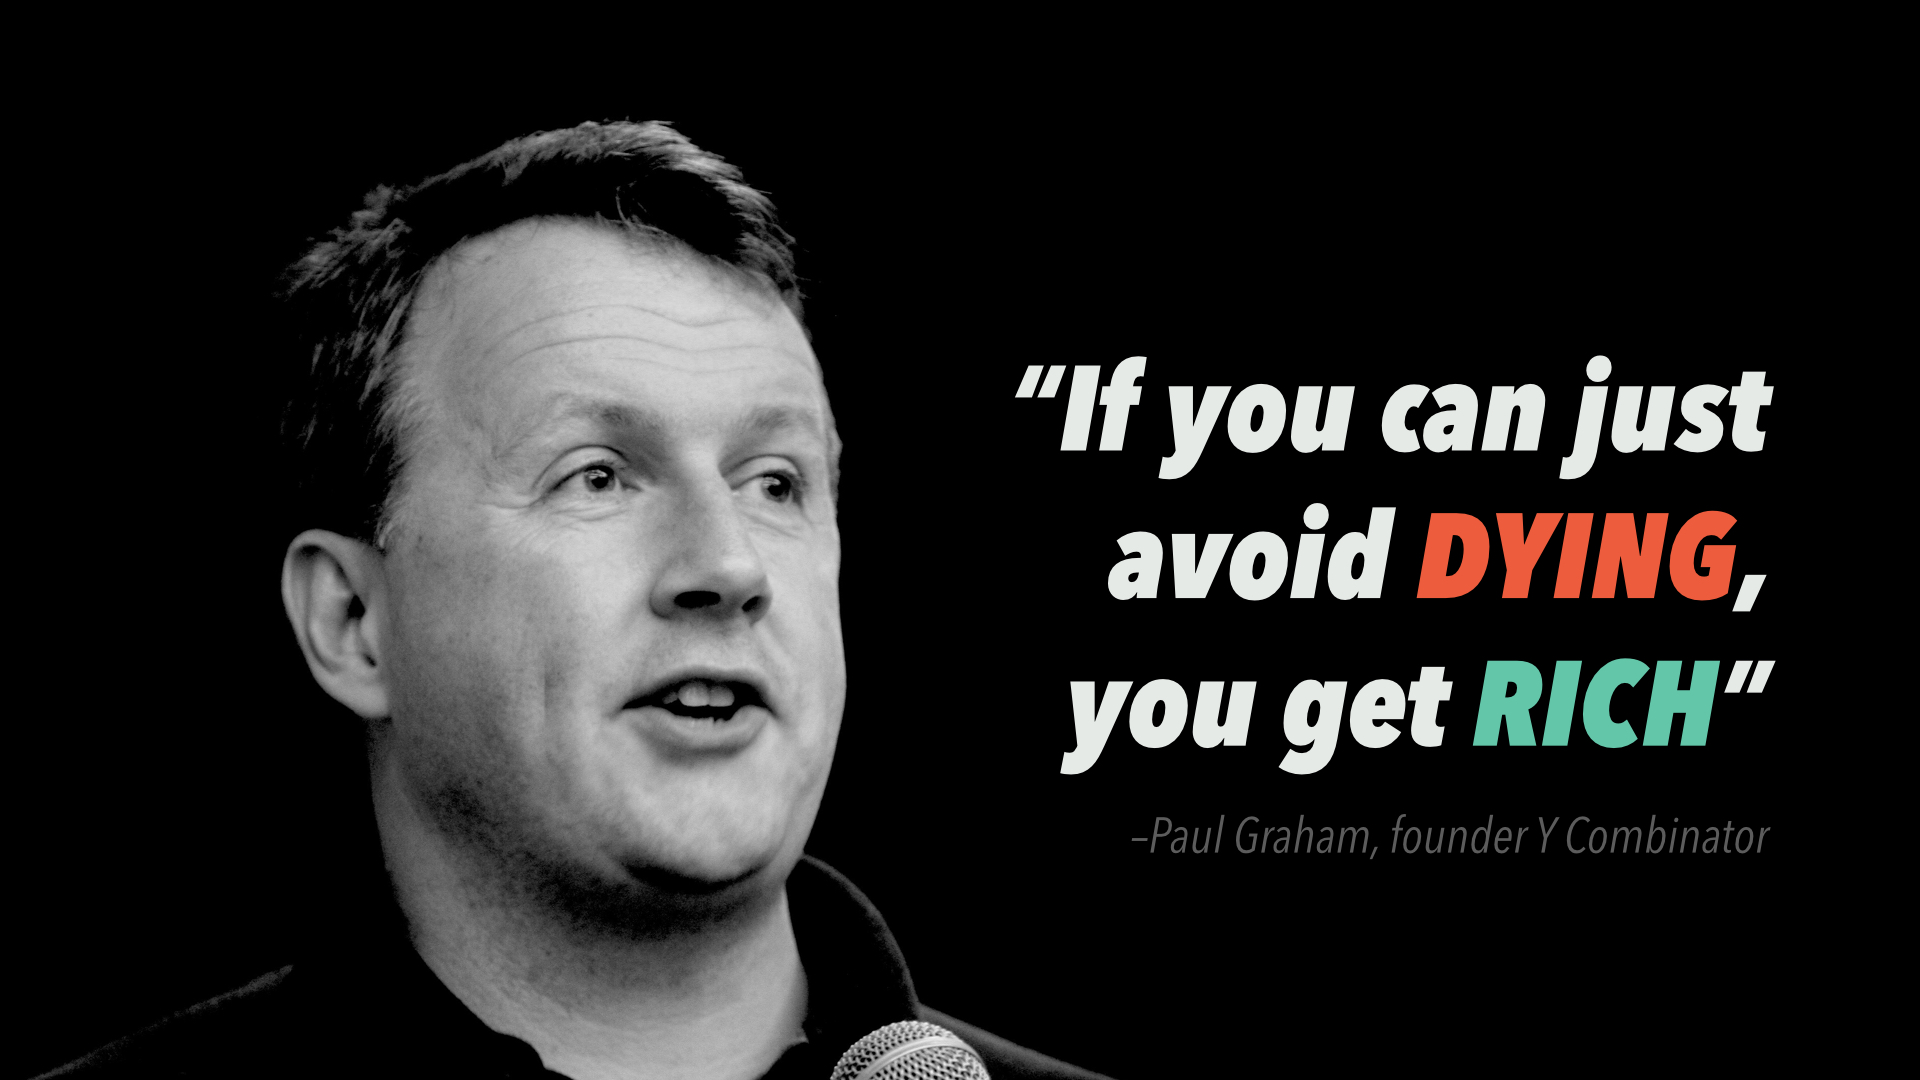 “If you can just
avoid DYING,
you get RICH”
–Paul Graham, founder Y Combinator